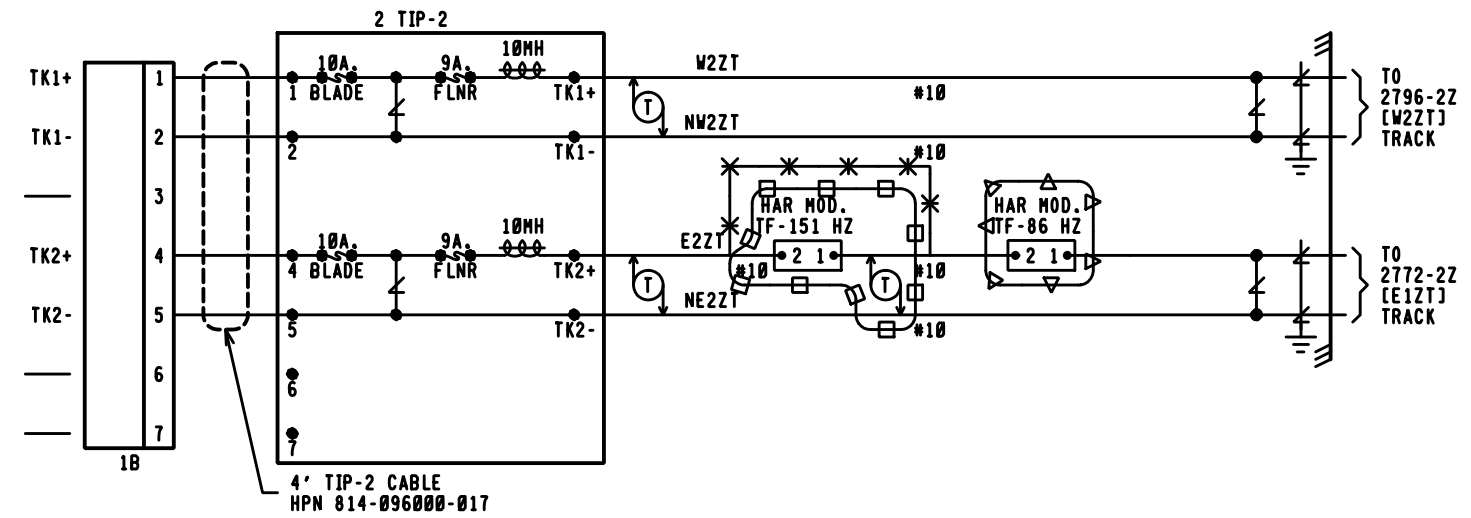 2 TIP-2
TK1+
1
10A.
1 BLADE
9A.
FLNR
10MH
TK1+
W2ZT
#10
TO
2796-2Z
[W2ZT]
TRACK
T
TK1-
2
2
TK1-
NW2ZT
#10
3
HAR MOD.
TF-151 HZ
HAR MOD.
TF-86 HZ
TK2+
4
10A.
4 BLADE
9A.
FLNR
10MH
TK2+
E2ZT
2 1
#10
#10
2 1
TO
2772-2Z
[E1ZT]
TRACK
T
T
TK2-
5
5
TK2-
NE2ZT
#10
6
6
7
7
1B
4' TIP-2 CABLE
HPN 814-096000-017